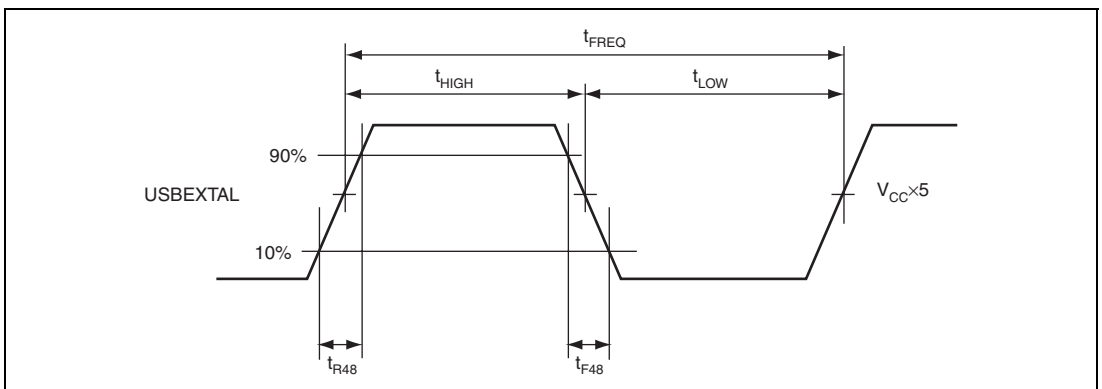 tFREQ
tHIGH
tLOW
90%
USBEXTAL
VCC×5
10%
tR48
tF48